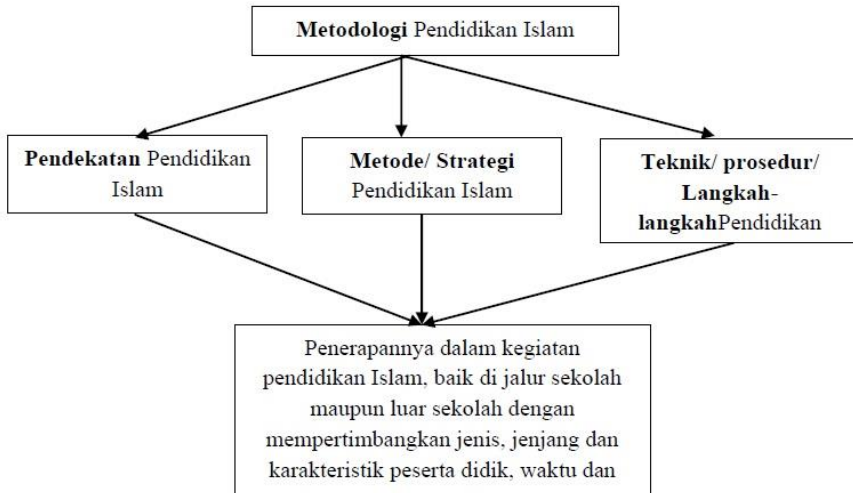 Metodologi Pendidikan Islam
Pendekatan Pendidikan
Islam
Metode/ Strategi
Pendidikan Islam
Teknik/ prosedur/
Langkah-
langkahPendidikan
Penerapannya dalam kegiatan
pendidikan Islam, baik di jalur sekolah
maupun luar sekolah dengan
mempertimbangkan jenis, jenjang dan
karakteristik peserta didik, waktu dan